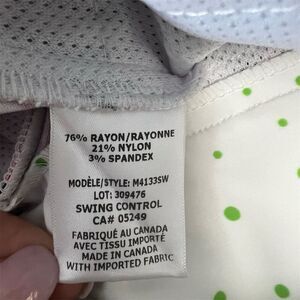 76% RAYON/RAYONNE
21% NYLON
3% SPANDEX
MODÈLE/STYLE: M4133SW
LOT: 309476
SWING CONTROL
CA# 05249
FABRIQUÉ AU CANADA
AVEC TISSU IMPORTÉ
MADE IN CANADA
WITH IMPORTED FABRIC